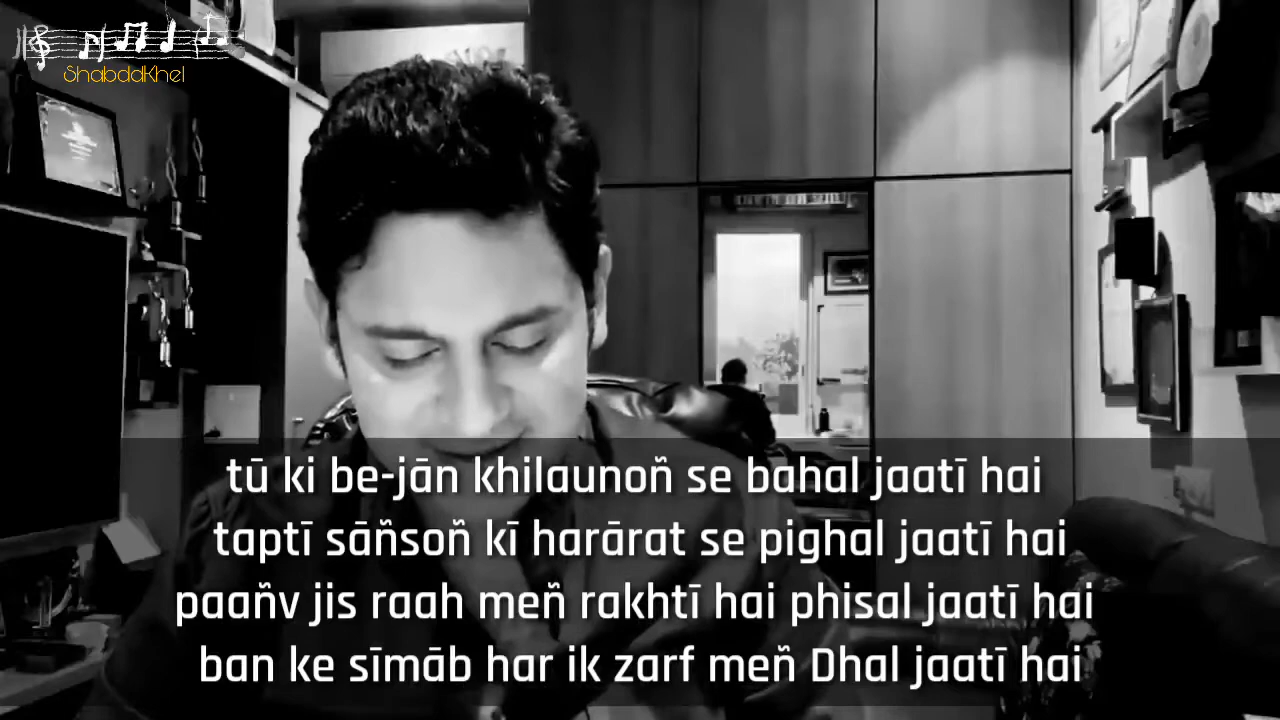 ShabddKhel
tū ki be-jān khilaunoñ se bahal jaatī hai
taptī sāñsoñ kī harārat se pighal jaatī hai
paañv jis raah meñ rakhtī hai phisal jaatī hai
ban ke sīmāb har ik zarf meñ Dhal jaatī hai